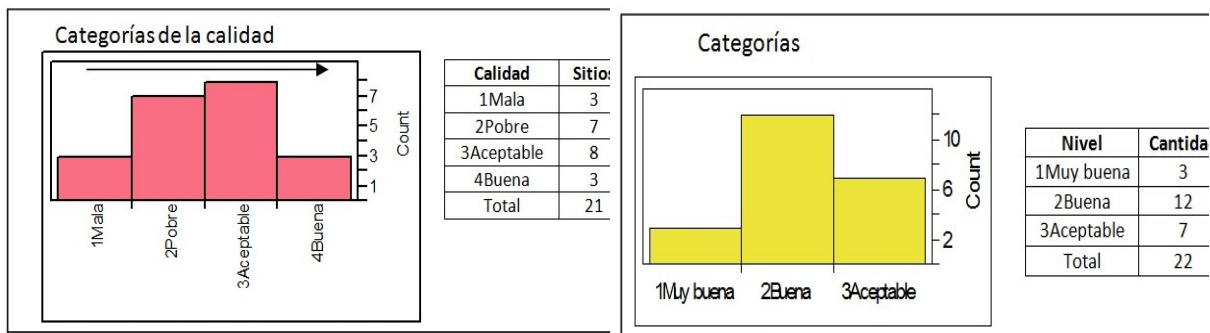 Categorías de la calidad
7
5
3
1
Count
1Mala
2Pobre
3Aceptable
4Buena
Calidad Sitios
1Mala 3
2Pobre 7
3Aceptable 8
4Buena 3
Total 21
Categorías
10
6
2
Count
1Muy buena 2Buena 3Aceptable
Nivel Cantidad
1Muy buena 3
2Buena 12
3Aceptable 7
Total 22